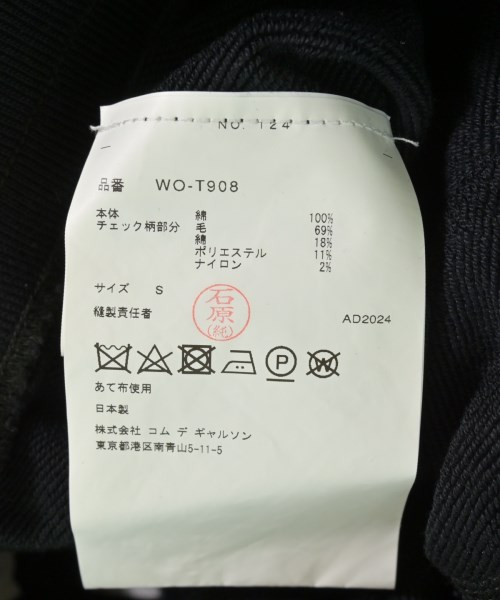 NO. 124
品番 WO-T908
本体 綿 100%
チェック柄部分 毛 69%
綿 18%
ポリエステル 11%
ナイロン 2%
サイズ S
縫製責任者 石原(純) AD2024
P W
あて布使用
日本製
株式会社 コム デ ギャルソン
東京都港区南青山5-11-5